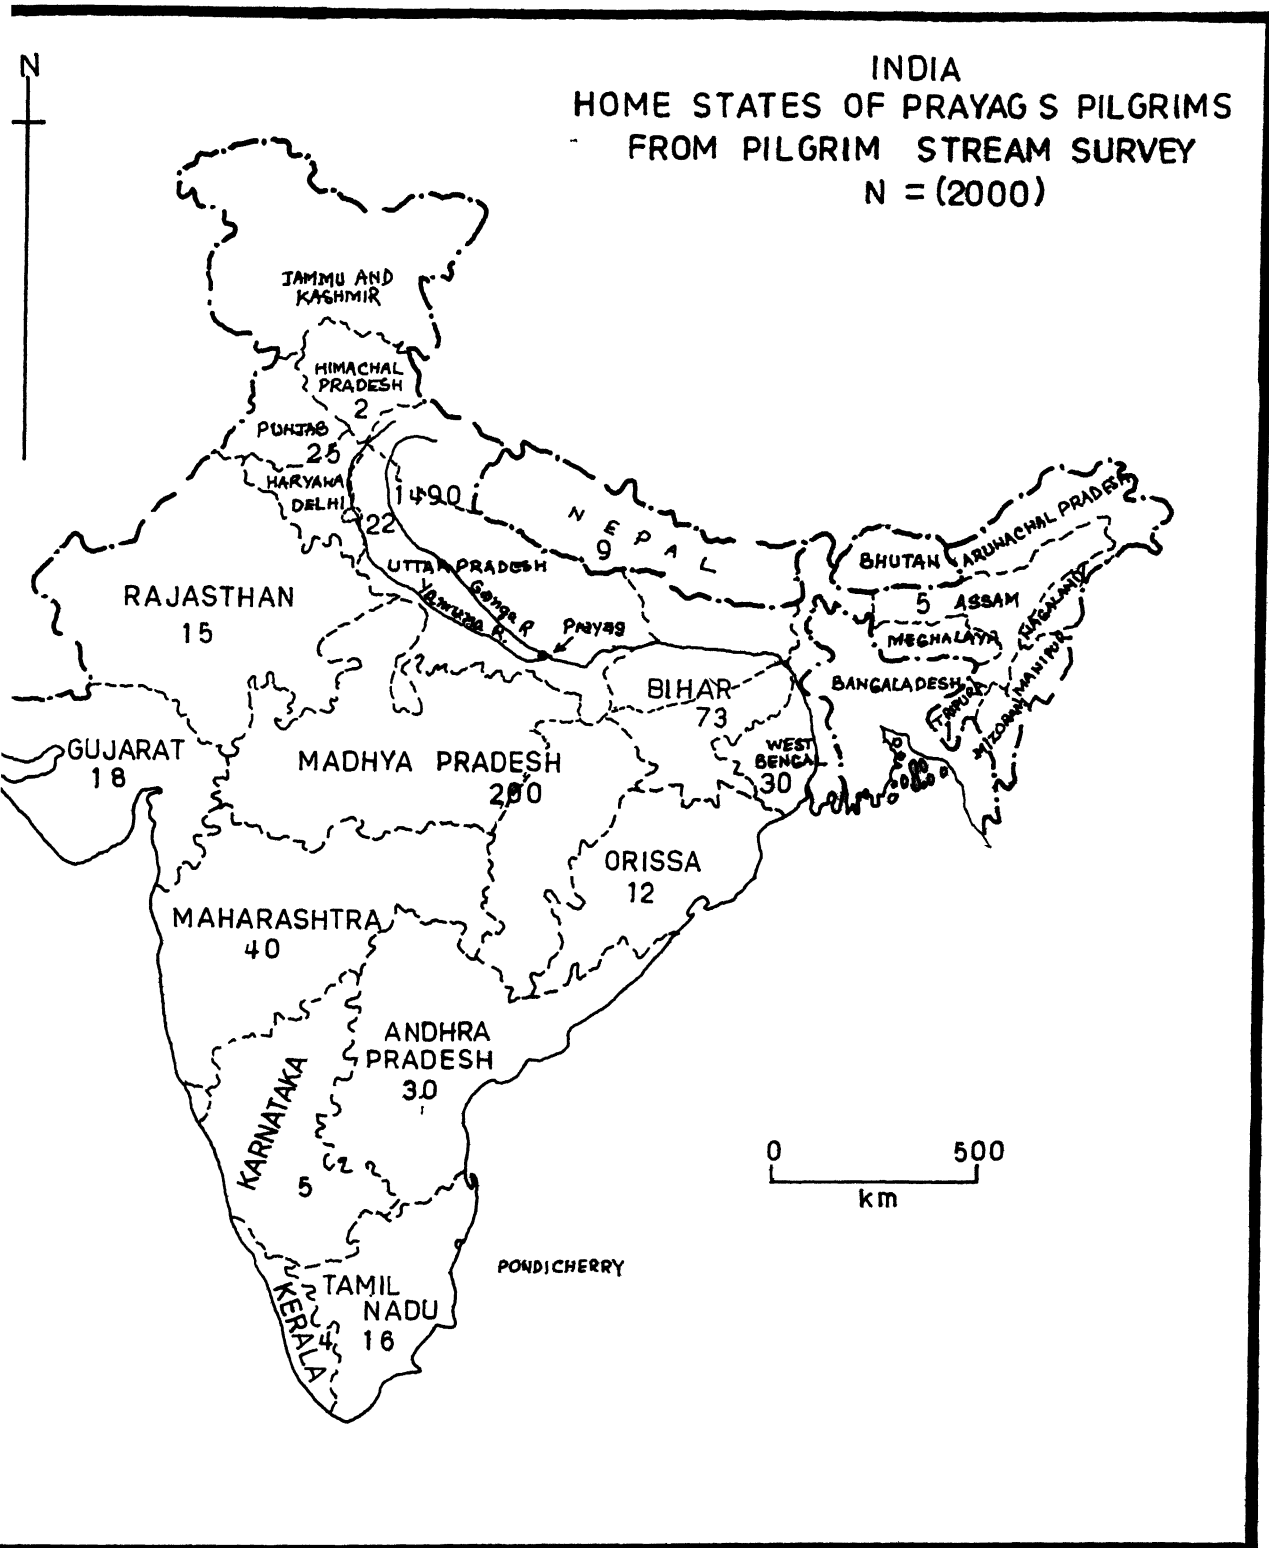 N
INDIA
HOME STATES OF PRAYAG S PILGRIMS
FROM PILGRIM STREAM SURVEY
N = (2000)
JAMMU AND
KASHMIR
HIMACHAL
PRADESH
2
PUNJAB
25
HARYANA
DELHI
22
1490
NEPAL
9
UTTAR PRADESH
Ganga R
Yamuna R.
Prayag
BHUTAN
ARUNACHAL PRADESH
5 ASSAM
NAGALAND
MEGHALAYA
MANIPUR
BANGALADESH
TRIPURA
MIZORAM
RAJASTHAN
15
BIHAR
73
GUJARAT
18
MADHYA PRADESH
200
WEST
BENGAL
30
ORISSA
12
MAHARASHTRA
40
ANDHRA
PRADESH
30
KARNATAKA
5
0 500
km
PONDICHERRY
TAMIL
NADU
16
KERALA
4